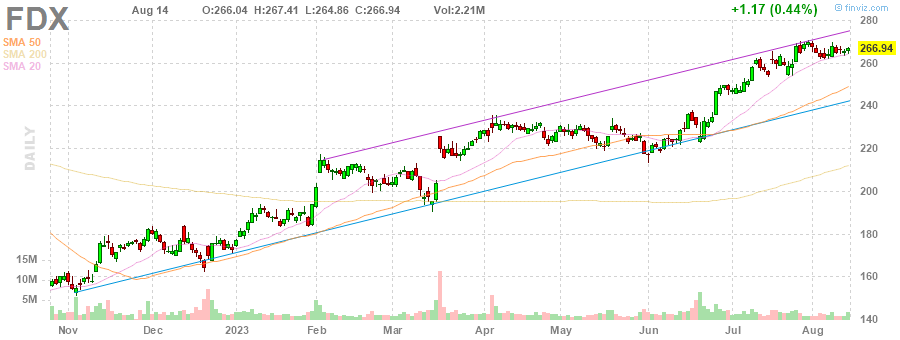 FDX Aug 14 O:266.04 H:267.41 L:264.86 C:266.94 Vol:2.21M +1.17 (0.44%) © finviz.com
SMA 50
SMA 200
SMA 20
DAILY
280
266.94
260
240
220
200
180
160
140
15M
10M
5M
Nov Dec 2023 Feb Mar Apr May Jun Jul Aug